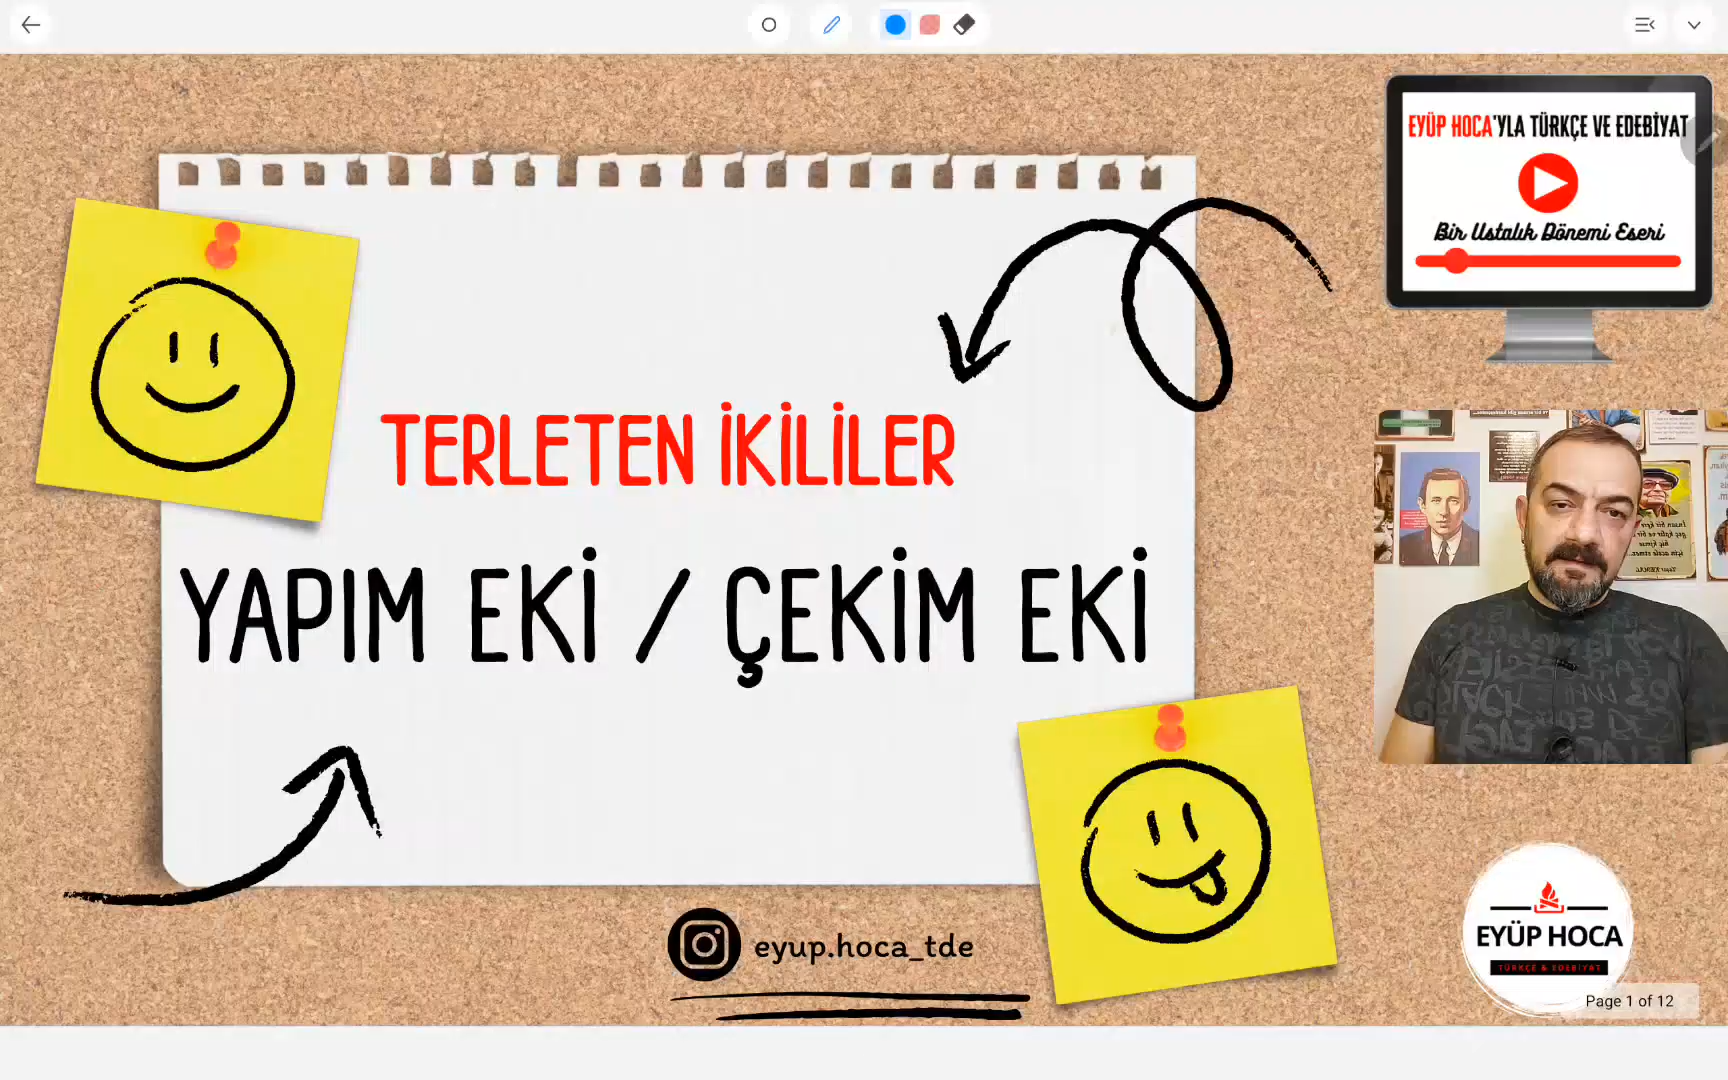 EYÜP HOCA'YLA TÜRKÇE VE EDEBİYAT
Bir Ustalık Dönemi Eseri
TERLETEN İKİLİLER
YAPIM EKİ / ÇEKİM EKİ
eyup.hoca_tde
EYÜP HOCA
TÜRKÇE & EDEBİYAT
Page 1 of 12